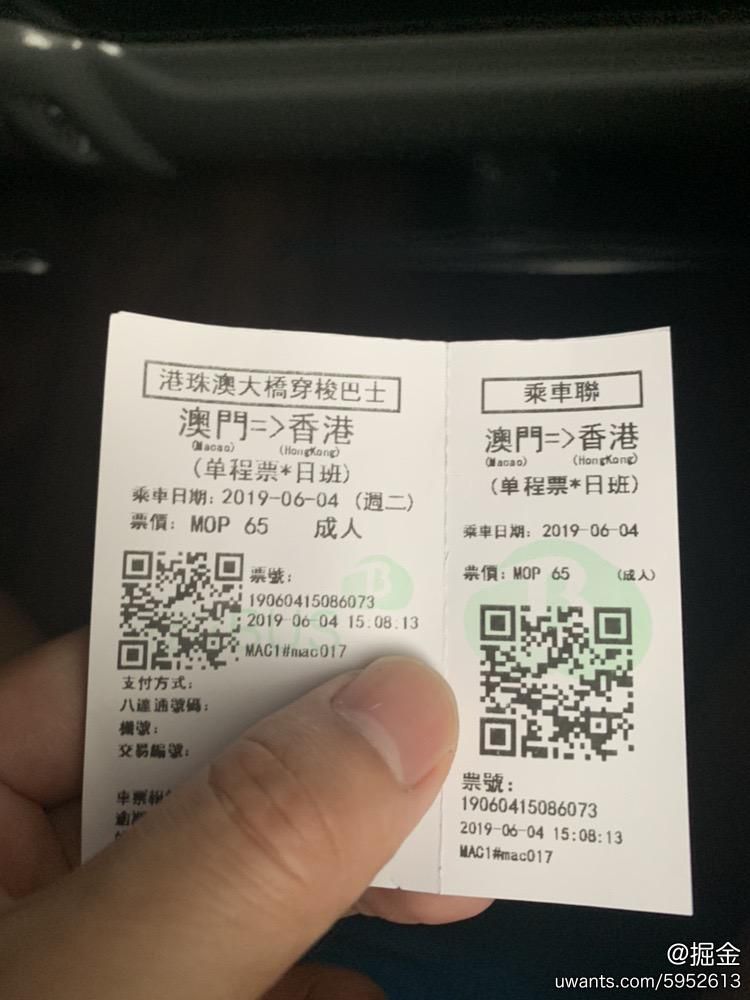 港珠澳大橋穿梭巴士
澳門=>香港
(Macao) (HongKong)
(单程票*日班)
乘車日期: 2019-06-04 (週二)
票價: MOP 65 成人
票號:
19060415086073
2019-06-04 15:08:13
MAC1#mac017
支付方式:
八達通號碼:
機號:
交易編號:
車票
乘車聯
澳門=>香港
(Macao) (HongKong)
(单程票*日班)
乘車日期: 2019-06-04
票價: MOP 65 (成人)
票號:
19060415086073
2019-06-04 15:08:13
MAC1#mac017
B
BUS
@掘金
uwants.com/5952613